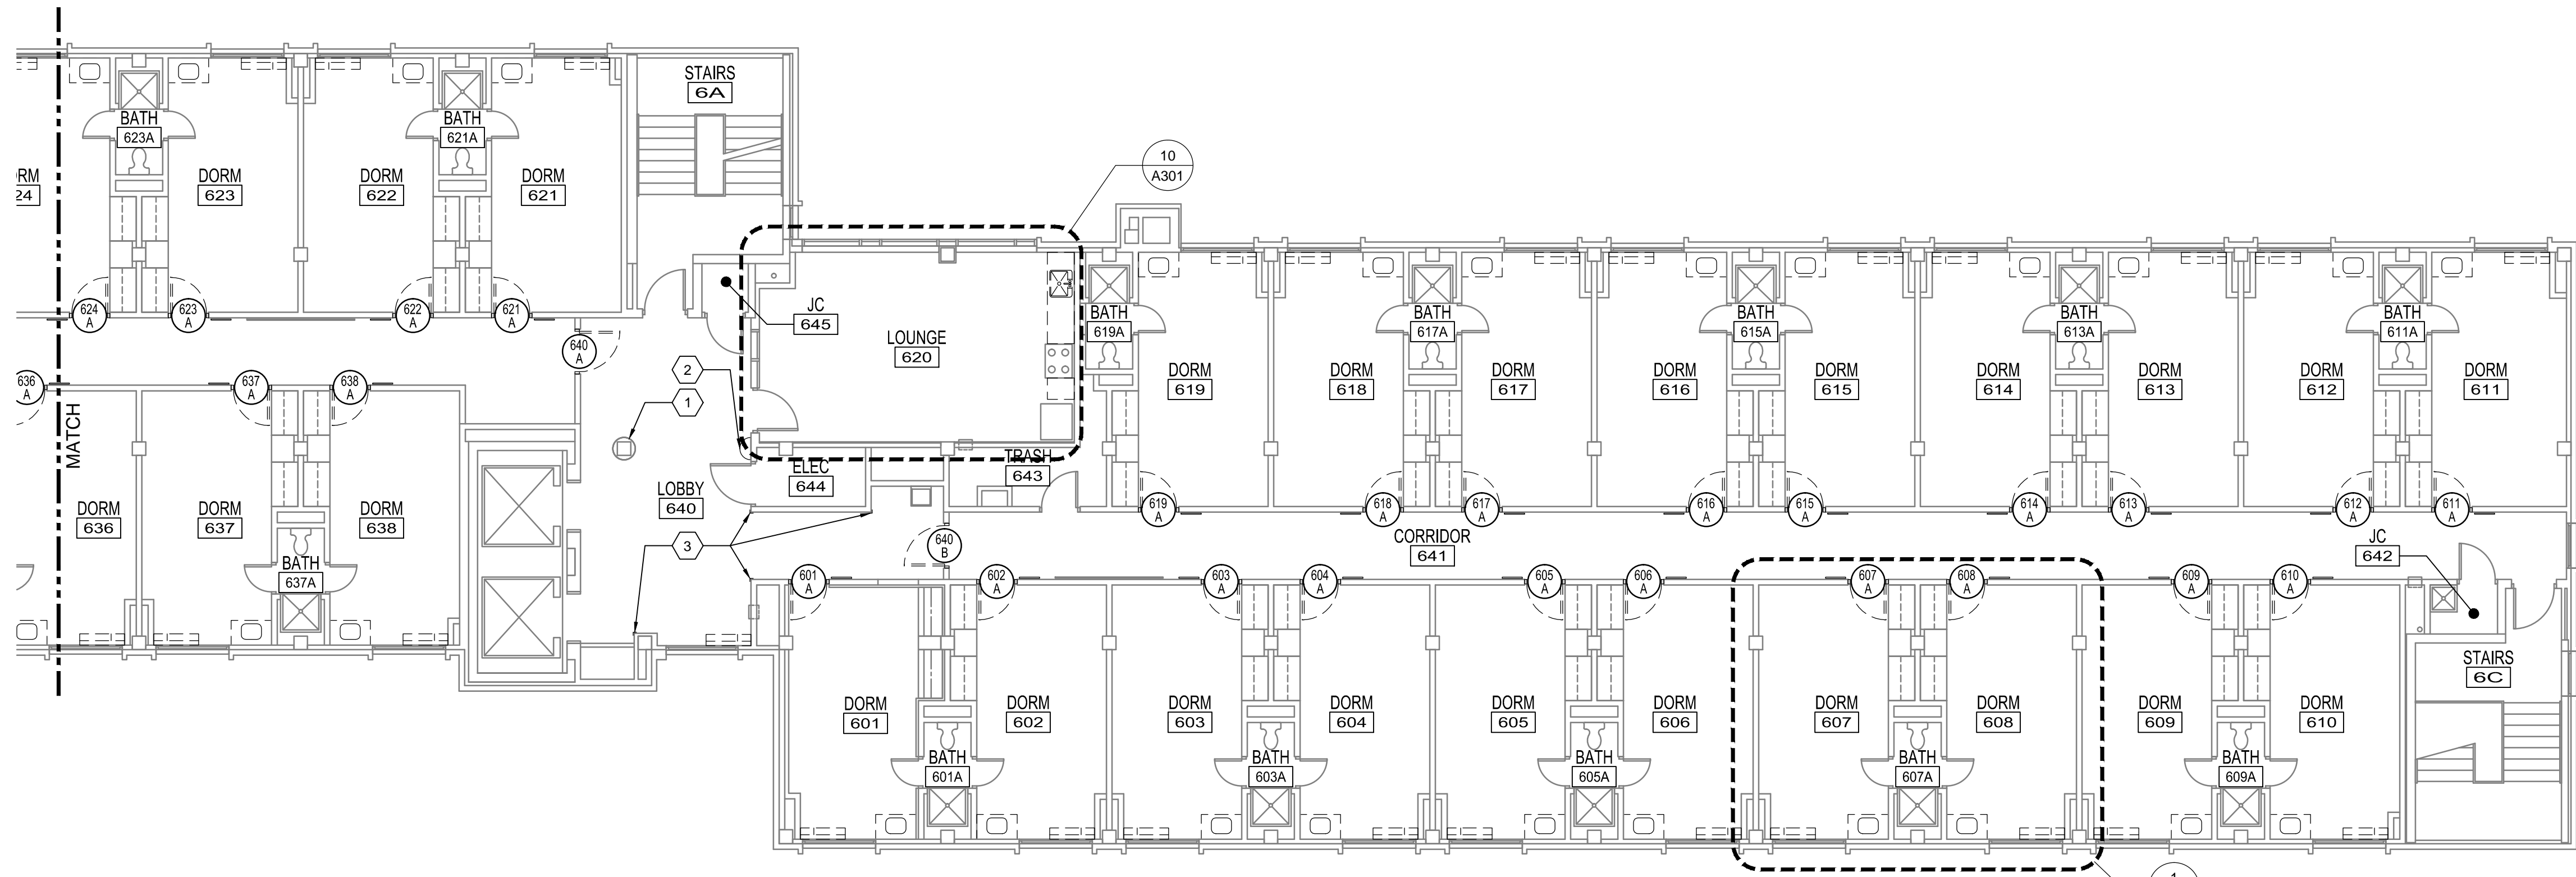 STAIRS
6A
BATH
623A
BATH
621A
10
A301
RM
24
DORM
623
DORM
622
DORM
621
JC
645
LOUNGE
620
624
A
623
A
622
A
621
A
640
A
BATH
619A
BATH
617A
BATH
615A
BATH
613A
BATH
611A
636
A
637
A
638
A
2
1
DORM
619
DORM
618
DORM
617
DORM
616
DORM
615
DORM
614
DORM
613
DORM
612
DORM
611
MATCH
ELEC
644
TRASH
643
LOBBY
640
DORM
636
DORM
637
DORM
638
619
A
618
A
617
A
616
A
615
A
614
A
613
A
612
A
611
A
3
640
B
CORRIDOR
641
JC
642
BATH
637A
601
A
602
A
603
A
604
A
605
A
606
A
607
A
608
A
609
A
610
A
STAIRS
6C
DORM
601
DORM
602
DORM
603
DORM
604
DORM
605
DORM
606
DORM
607
DORM
608
DORM
609
DORM
610
BATH
601A
BATH
603A
BATH
605A
BATH
607A
BATH
609A
1